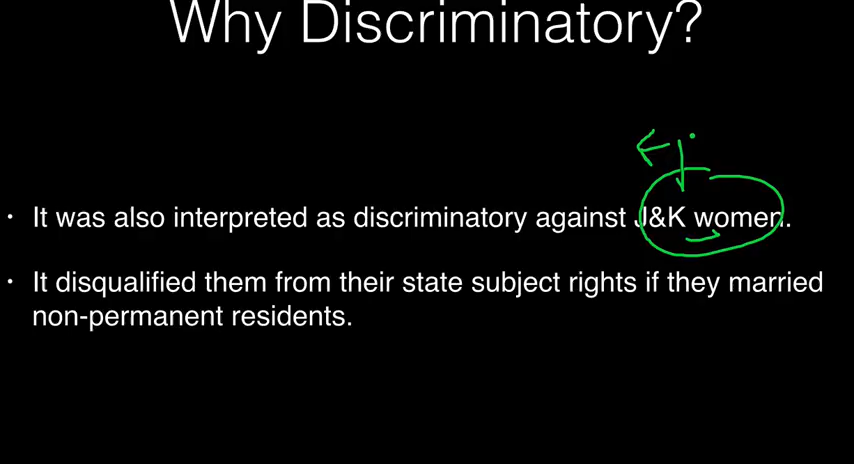 Why Discriminatory?
• It was also interpreted as discriminatory against J&K women.
• It disqualified them from their state subject rights if they married
non-permanent residents.